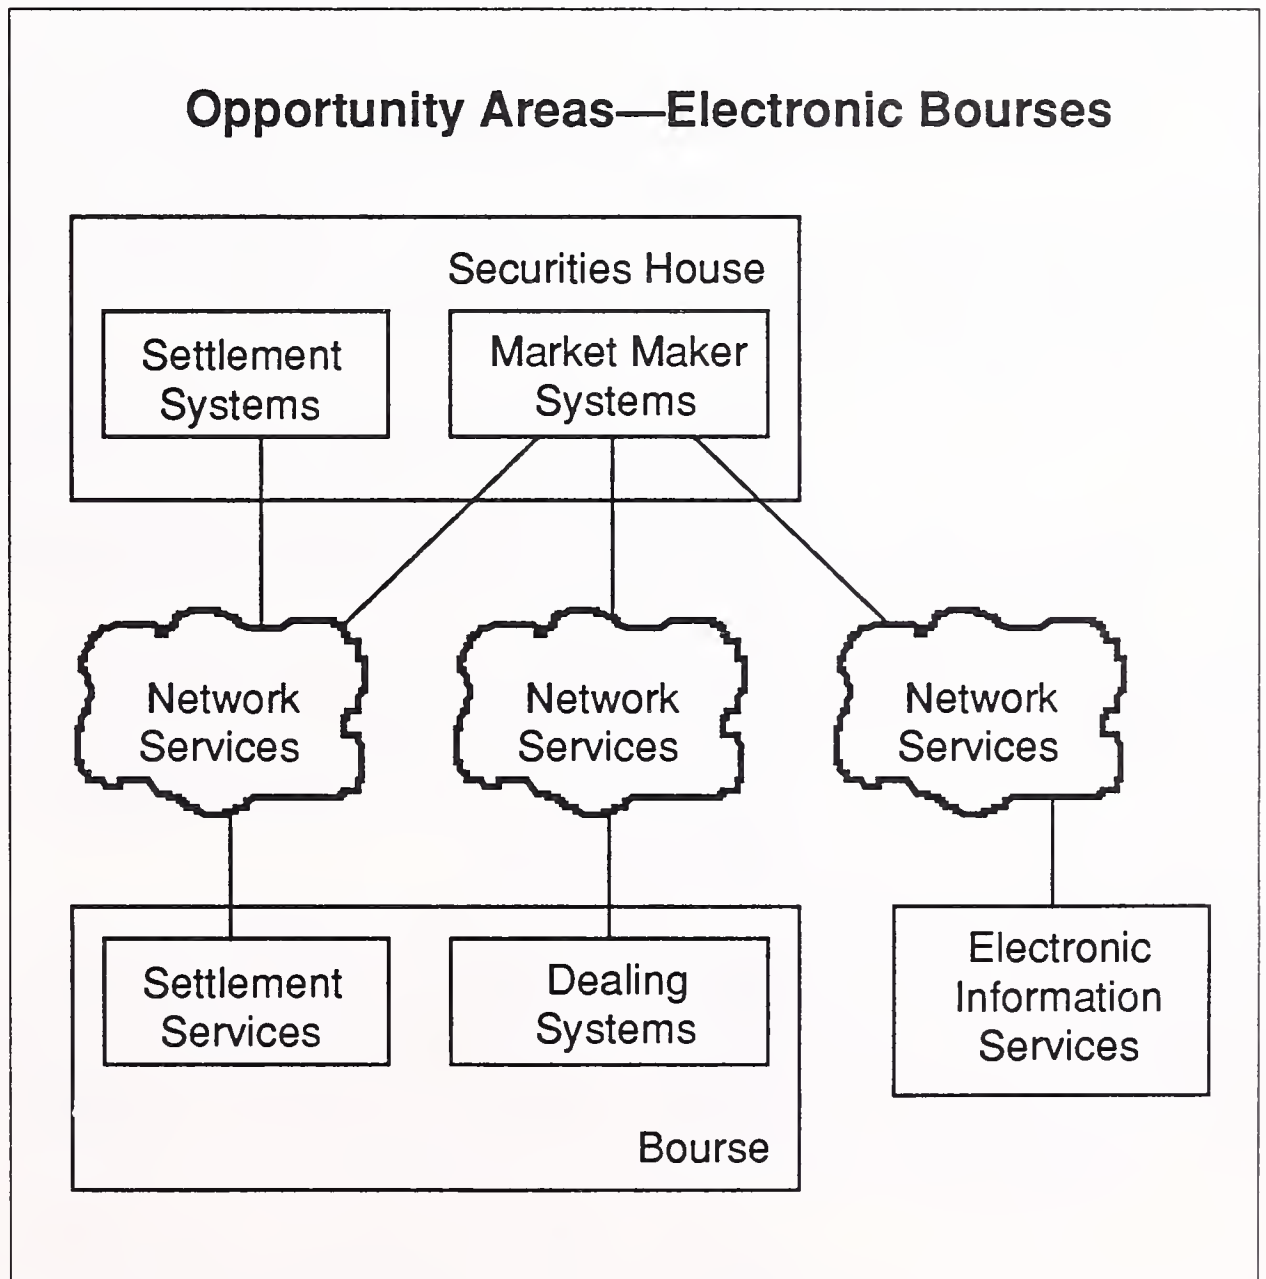 Opportunity Areas—Electronic Bourses
Securities House
Settlement
Systems
Market Maker
Systems
Network
Services
Network
Services
Network
Services
Settlement
Services
Dealing
Systems
Electronic
Information
Services
Bourse